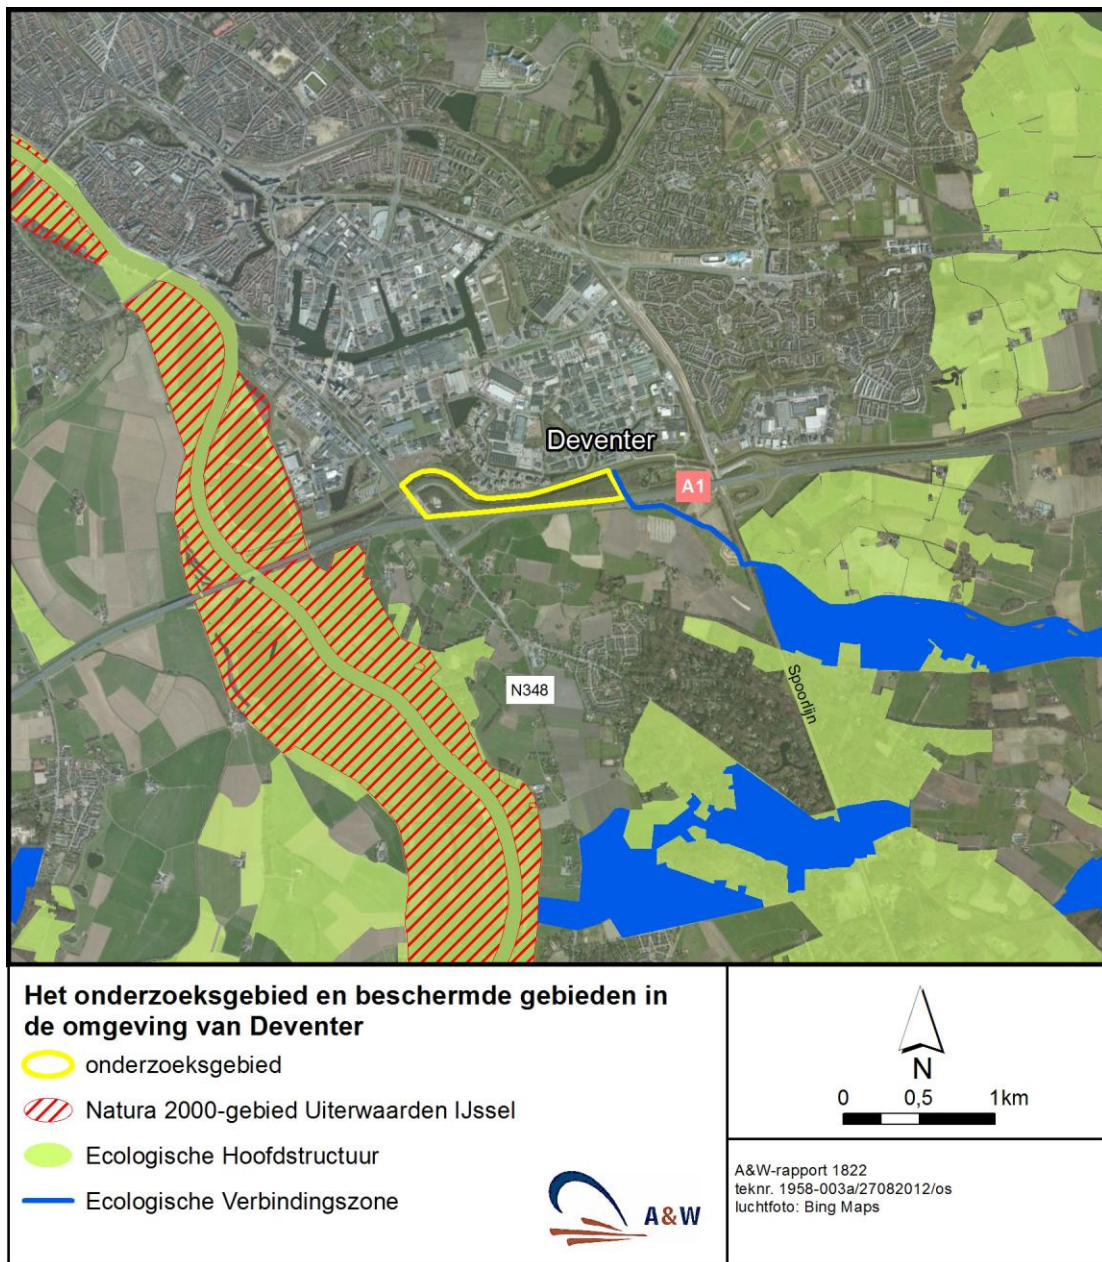 Deventer
A1
N348
Spoorlijn
Het onderzoeksgebied en beschermde gebieden in
de omgeving van Deventer
onderzoeksgebied
Natura 2000-gebied Uiterwaarden IJssel
Ecologische Hoofdstructuur
Ecologische Verbindingszone
A&W
N
0 0,5 1km
A&W-rapport 1822
teknr. 1958-003a/27082012/os
luchtfoto: Bing Maps